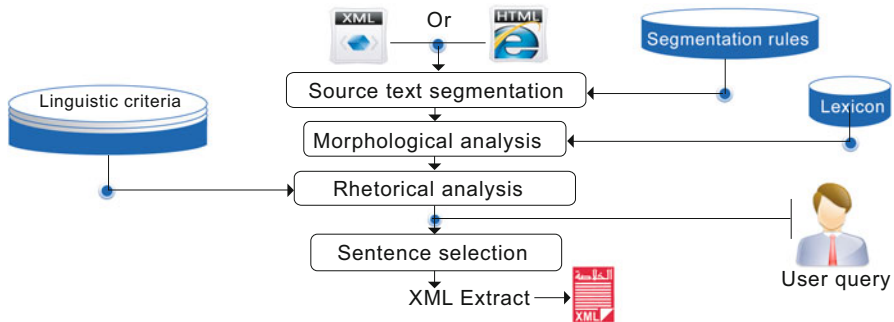 XML
Or
HTML
Segmentation rules
Linguistic criteria
Source text segmentation
Lexicon
Morphological analysis
Rhetorical analysis
Sentence selection
User query
XML Extract
الخلاصة
XML